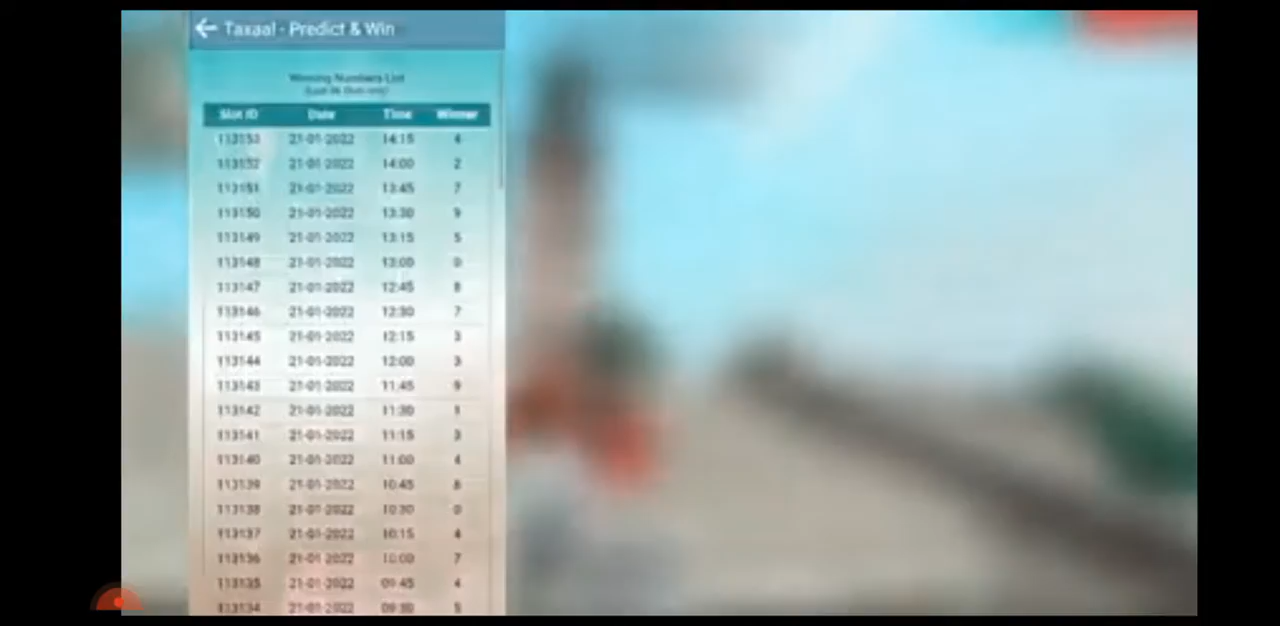 Taxaal - Predict & Win
Winning Numbers List
Slot ID Date Time Winner
113153 21-01-2022 14:15 4
113152 21-01-2022 14:00 2
113151 21-01-2022 13:45 7
113150 21-01-2022 13:30 9
113149 21-01-2022 13:15 5
113148 21-01-2022 13:00 0
113147 21-01-2022 12:45 8
113146 21-01-2022 12:30 7
113145 21-01-2022 12:15 3
113144 21-01-2022 12:00 3
113143 21-01-2022 11:45 9
113142 21-01-2022 11:30 1
113141 21-01-2022 11:15 3
113140 21-01-2022 11:00 4
113139 21-01-2022 10:45
113138 21-01-2022 10:30 0
113137 21-01-2022 10:15 4
113136 21-01-2022 10:00 7
113135 21-01-2022 09:45 4
113134 21-01-2022 09:30 5